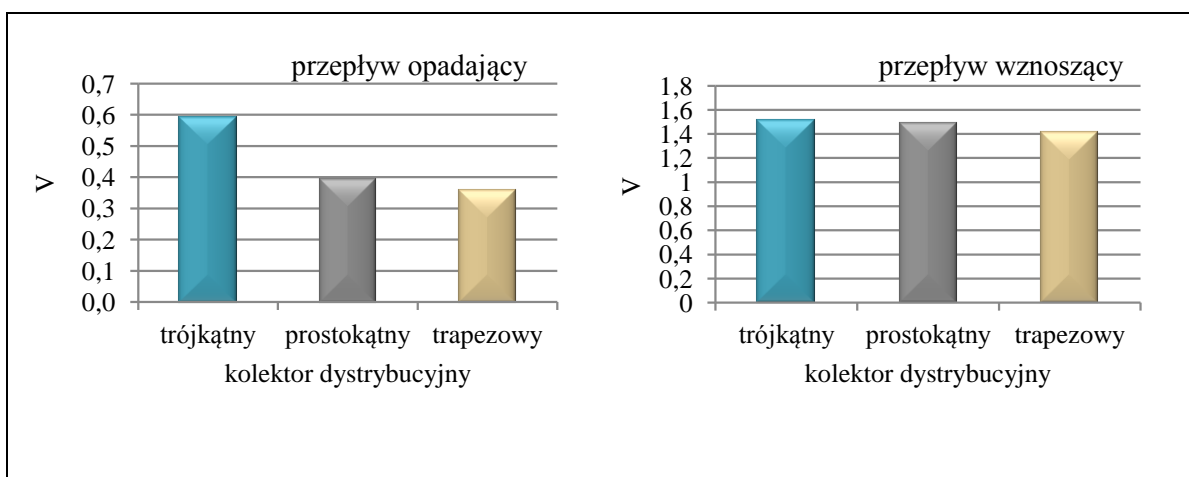 przepływ opadający
0,7
0,6
0,5
0,4
0,3
0,2
0,1
0,0
V
trójkątny prostokątny trapezowy
kolektor dystrybucyjny
przepływ wznoszący
1,8
1,6
1,4
1,2
1
0,8
0,6
0,4
0,2
0
V
trójkątny prostokątny trapezowy
kolektor dystrybucyjny